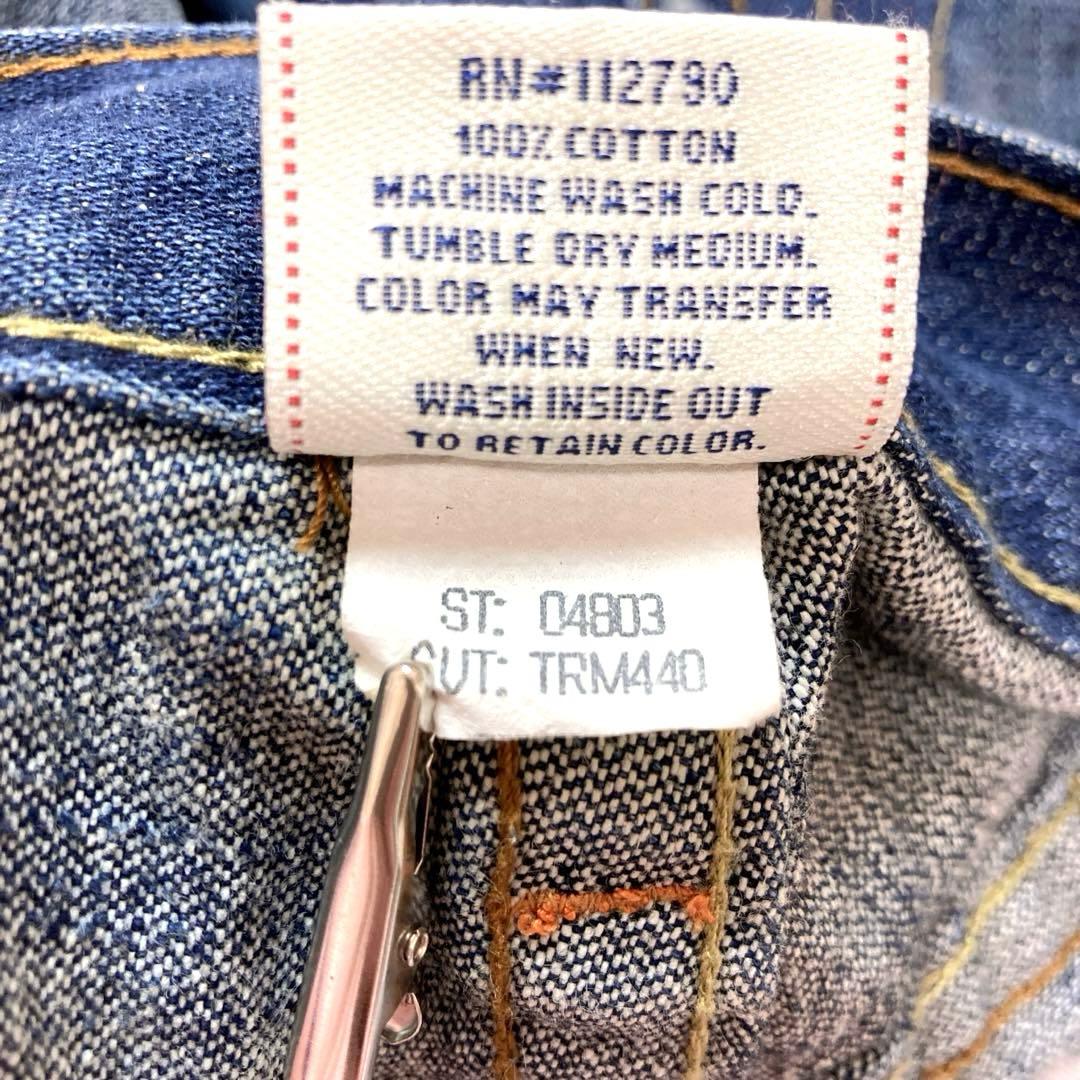 RN#112790
100% COTTON
MACHINE WASH COLD.
TUMBLE DRY MEDIUM.
COLOR MAY TRANSFER
WHEN NEW.
WASH INSIDE OUT
TO RETAIN COLOR.
ST: 04803
CUT: TRM440